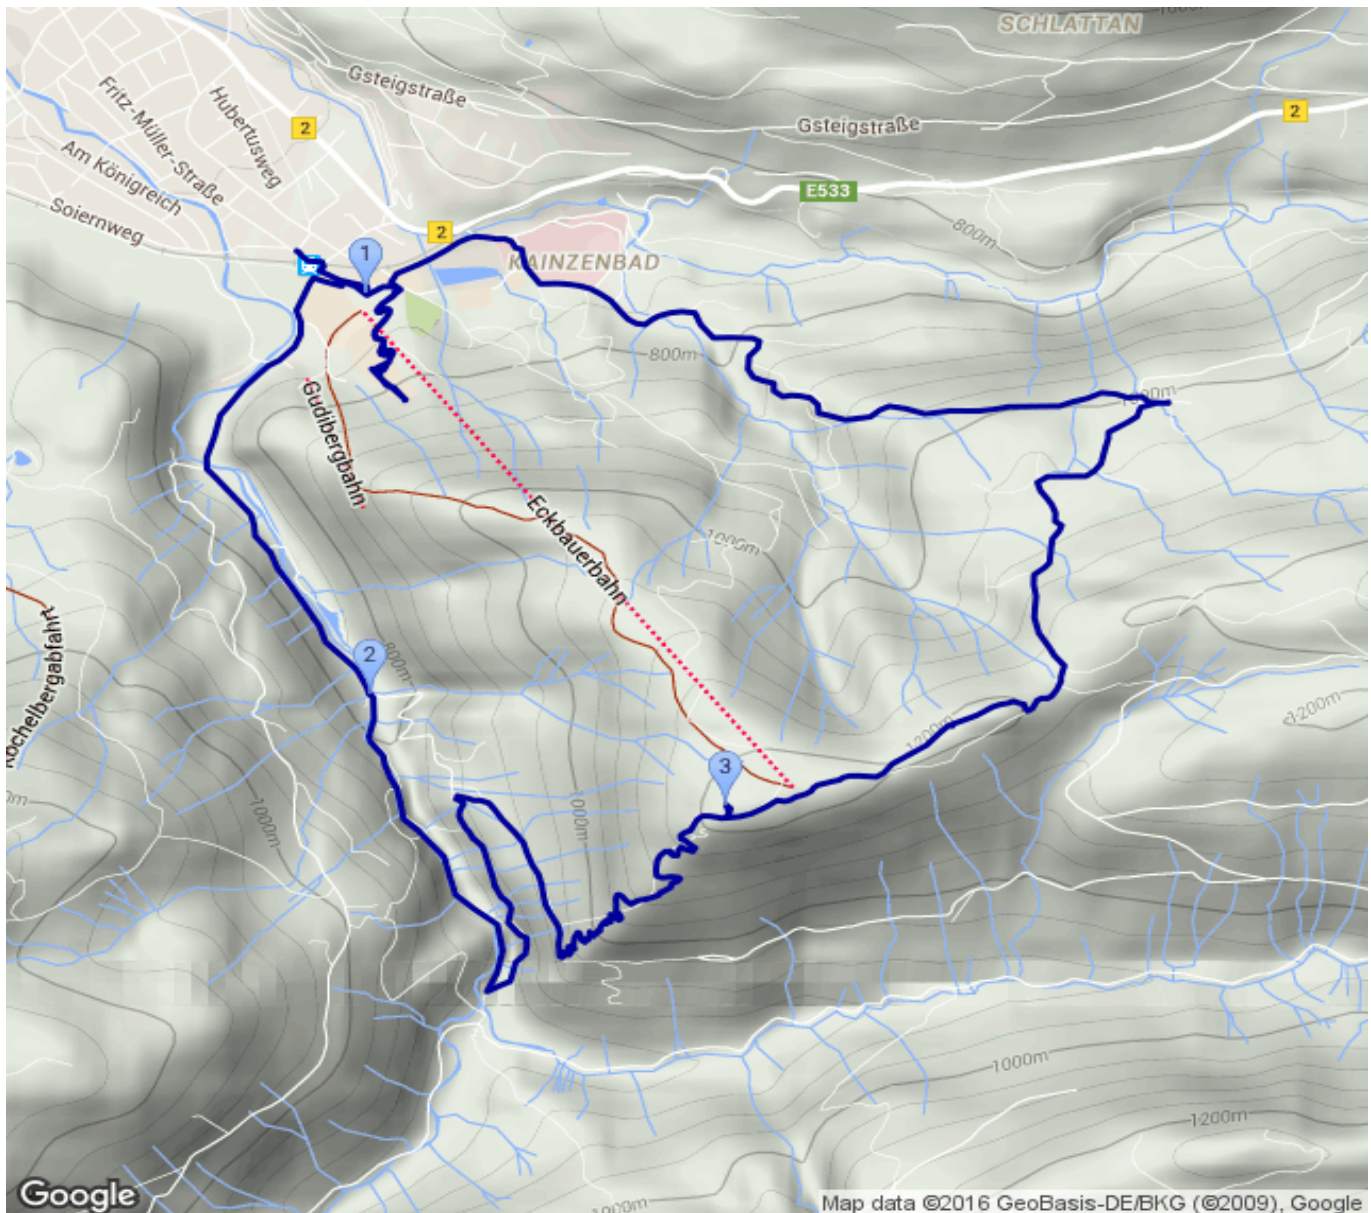 SCHLATTAN
Gsteigstraße
Fritz-Müller-Straße
Hubertusweg
2
2
Gsteigstraße
Am Königreich
E533
Soiernweg
2
800m
1
KAINZENBAD
800m
Gudibergbahn
Eckbauerbahn
1000m
Kochelbergabfahrt
2
800m
1200m
1200m
3
1000m
1000m
1000m
1200m
Google
Map data ©2016 GeoBasis-DE/BKG (©2009), Google